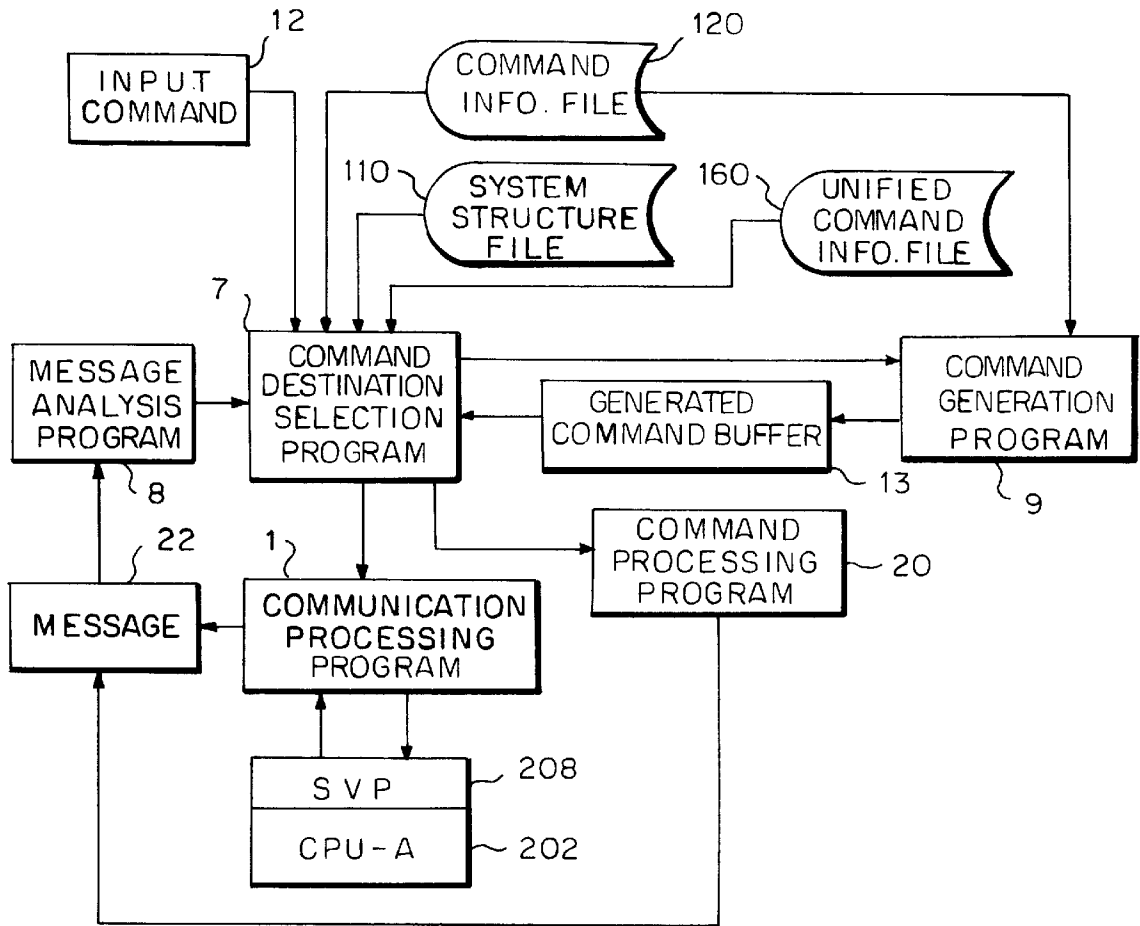 12
INPUT
COMMAND
120
COMMAND
INFO. FILE
110
SYSTEM
STRUCTURE
FILE
160
UNIFIED
COMMAND
INFO. FILE
7
COMMAND
DESTINATION
SELECTION
PROGRAM
MESSAGE
ANALYSIS
PROGRAM
8
GENERATED
COMMAND BUFFER
13
COMMAND
GENERATION
PROGRAM
9
22
MESSAGE
1
COMMUNICATION
PROCESSING
PROGRAM
COMMAND
PROCESSING
PROGRAM
20
SVP
208
CPU-A
202